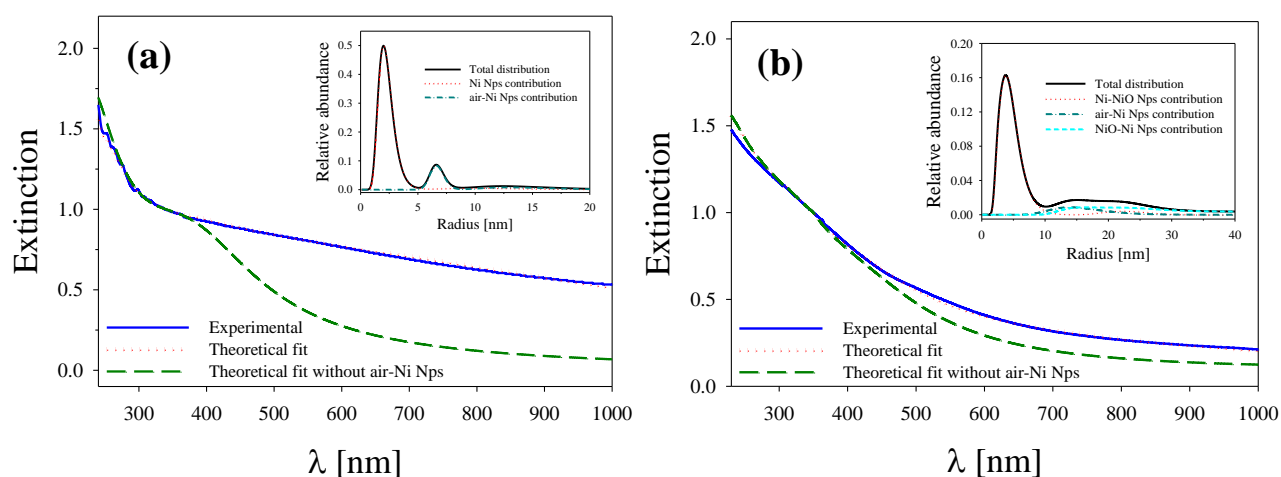 (a)
2.0
1.5
1.0
0.5
0.0
Extinction
300 400 500 600 700 800 900 1000
λ [nm]
Experimental
Theoretical fit
Theoretical fit without air-Ni Nps
0.5
0.4
0.3
0.2
0.1
0.0
Relative abundance
0 5 10 15 20
Radius [nm]
Total distribution
Ni Nps contribution
air-Ni Nps contribution
(b)
2.0
1.5
1.0
0.5
0.0
Extinction
300 400 500 600 700 800 900 1000
λ [nm]
Experimental
Theoretical fit
Theoretical fit without air-Ni Nps
0.20
0.16
0.12
0.08
0.04
0.00
Relative abundance
0 10 20 30 40
Radius [nm]
Total distribution
Ni-NiO Nps contribution
air-Ni Nps contribution
NiO-Ni Nps contribution